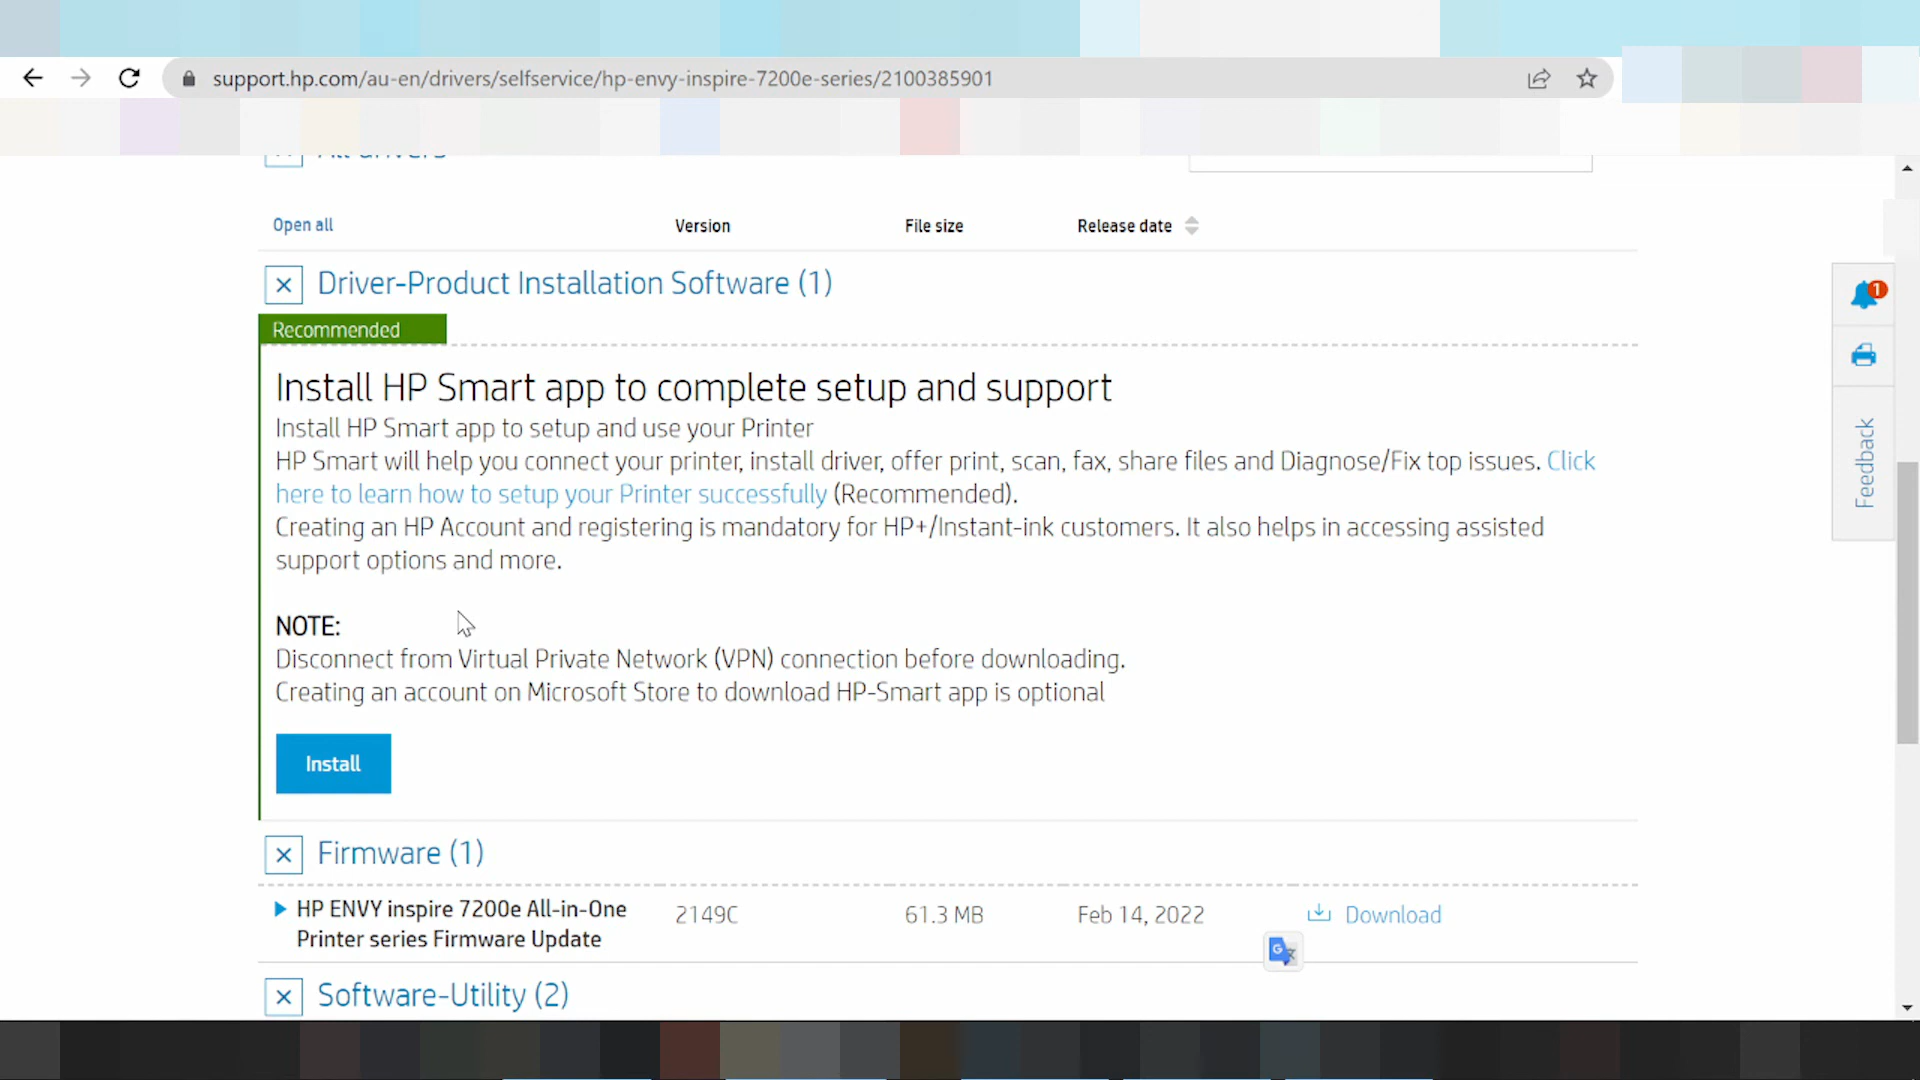 support.hp.com/au-en/drivers/selfservice/hp-envy-inspire-7200e-series/2100385901
All drivers
Open all Version File size Release date
Driver-Product Installation Software (1)
Recommended
Install HP Smart app to complete setup and support
Install HP Smart app to setup and use your Printer
HP Smart will help you connect your printer, install driver, offer print, scan, fax, share files and Diagnose/Fix top issues. Click
here to learn how to setup your Printer successfully (Recommended).
Creating an HP Account and registering is mandatory for HP+/Instant-ink customers. It also helps in accessing assisted
support options and more.
NOTE:
Disconnect from Virtual Private Network (VPN) connection before downloading.
Creating an account on Microsoft Store to download HP-Smart app is optional
Install
Firmware (1)
HP ENVY inspire 7200e All-in-One 2149C 61.3 MB Feb 14, 2022 Download
Printer series Firmware Update
Software-Utility (2)
1
Feedback